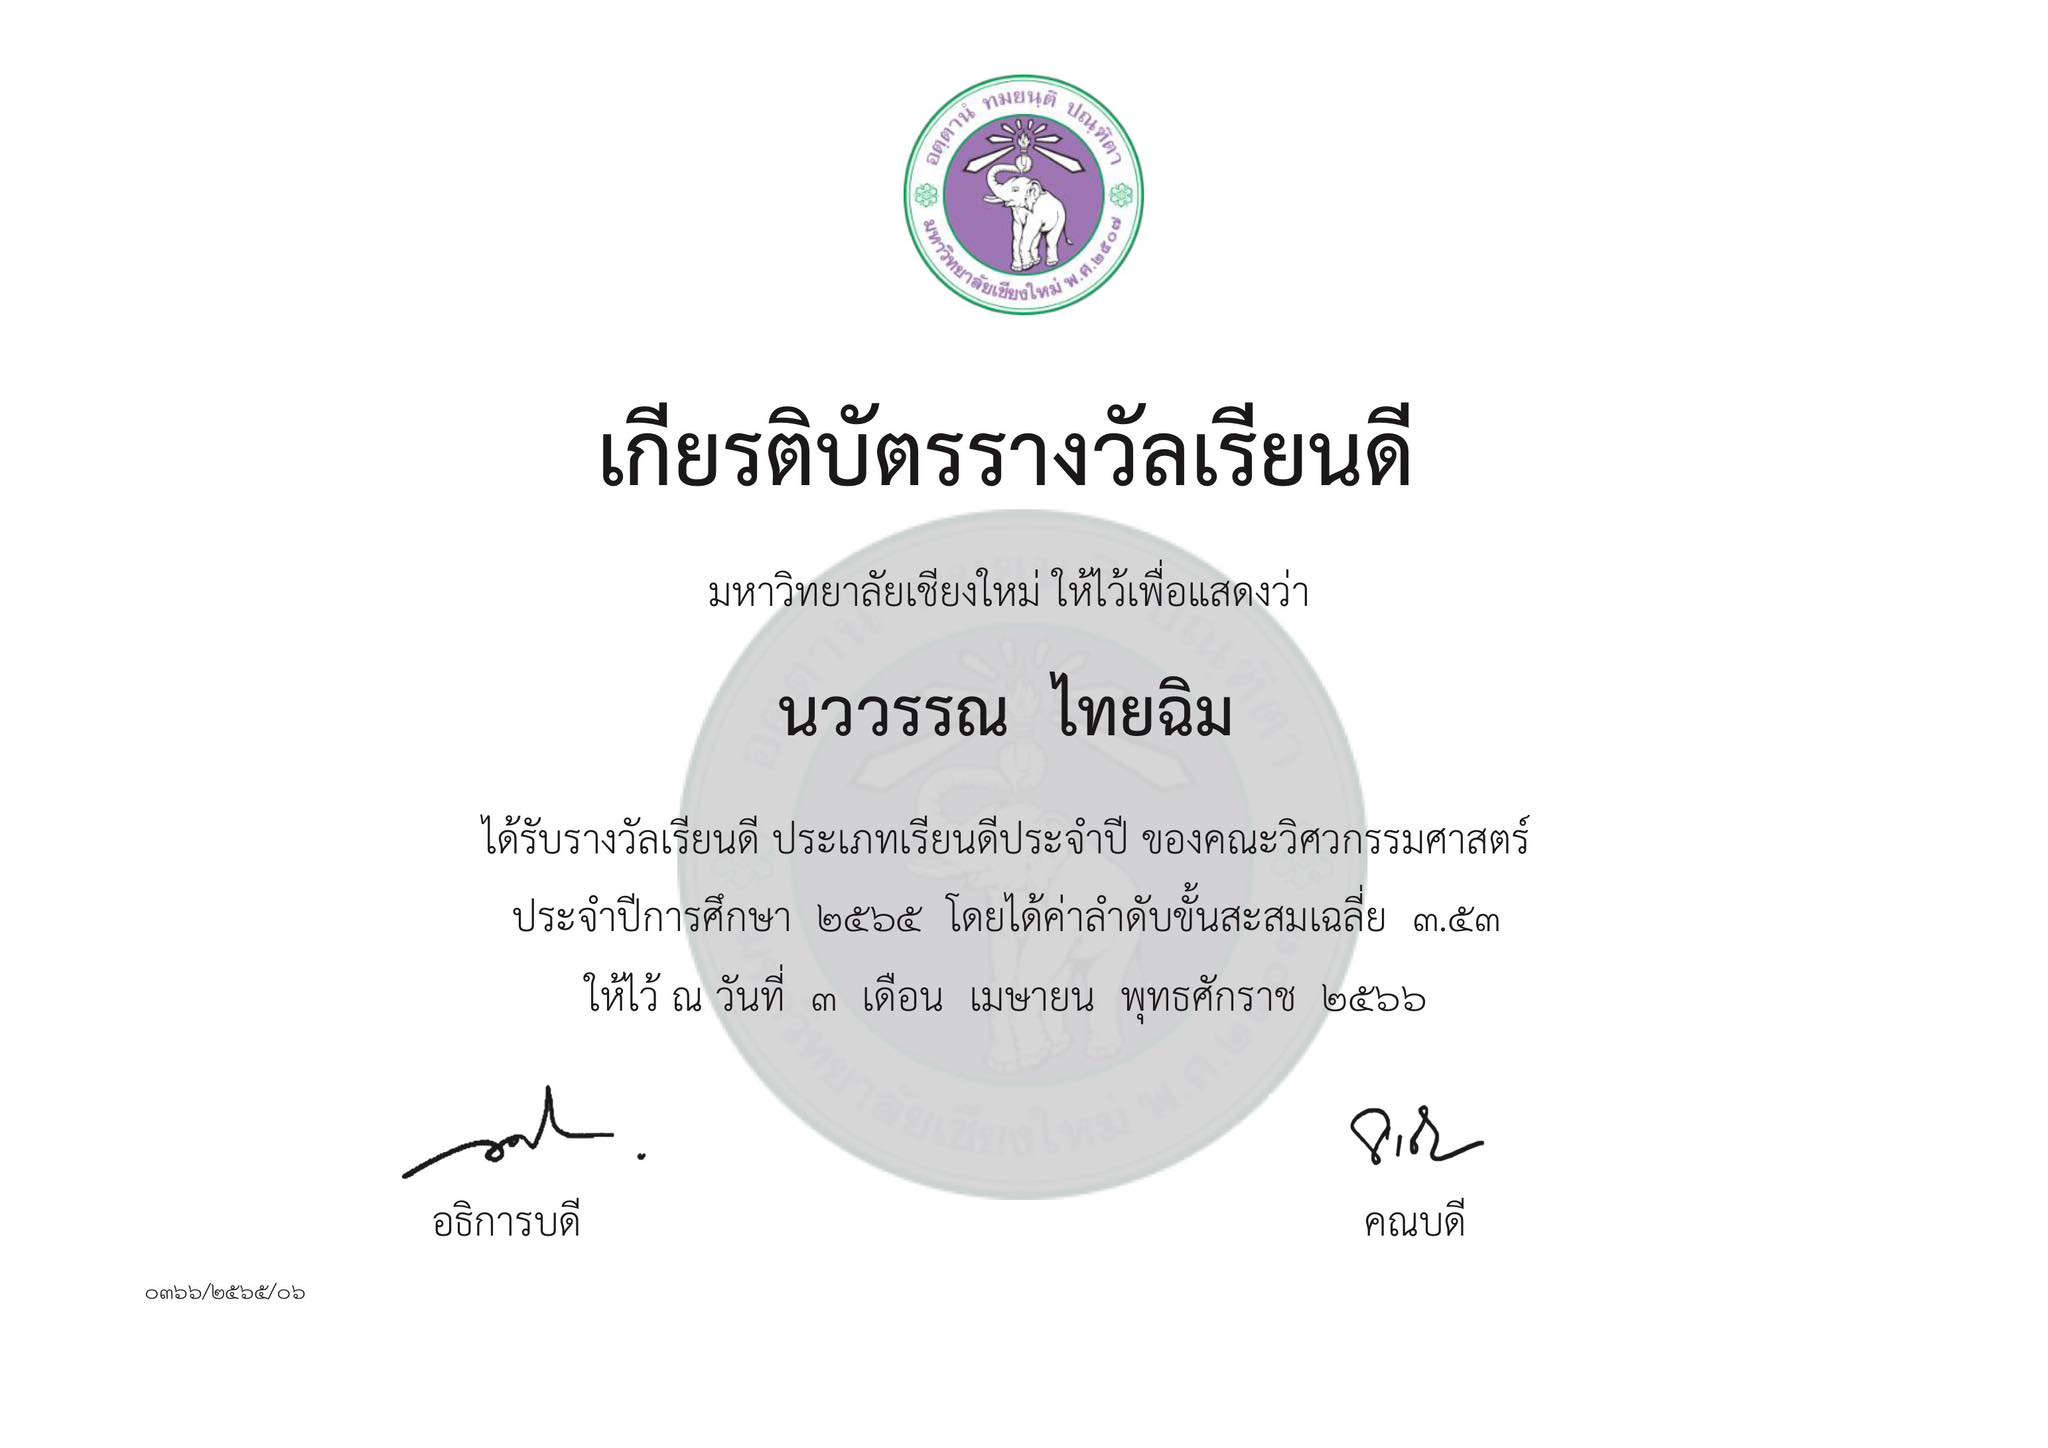 อตฺตานํ ทมยนฺติ ปณฺฑิตา
มหาวิทยาลัยเชียงใหม่ พ.ศ.๒๕๐๗
เกียรติบัตรรางวัลเรียนดี
มหาวิทยาลัยเชียงใหม่ ให้ไว้เพื่อแสดงว่า
นววรรณ ไทยฉิม
ได้รับรางวัลเรียนดี ประเภทเรียนดีประจำปี ของคณะวิศวกรรมศาสตร์
ประจำปีการศึกษา ๒๕๖๕ โดยได้ค่าลำดับขั้นสะสมเฉลี่ย ๓.๕๓
ให้ไว้ ณ วันที่ ๓ เดือน เมษายน พุทธศักราช ๒๕๖๖
อธิการบดี
คณบดี
๐๓๖๖/๒๕๖๕/๐๖